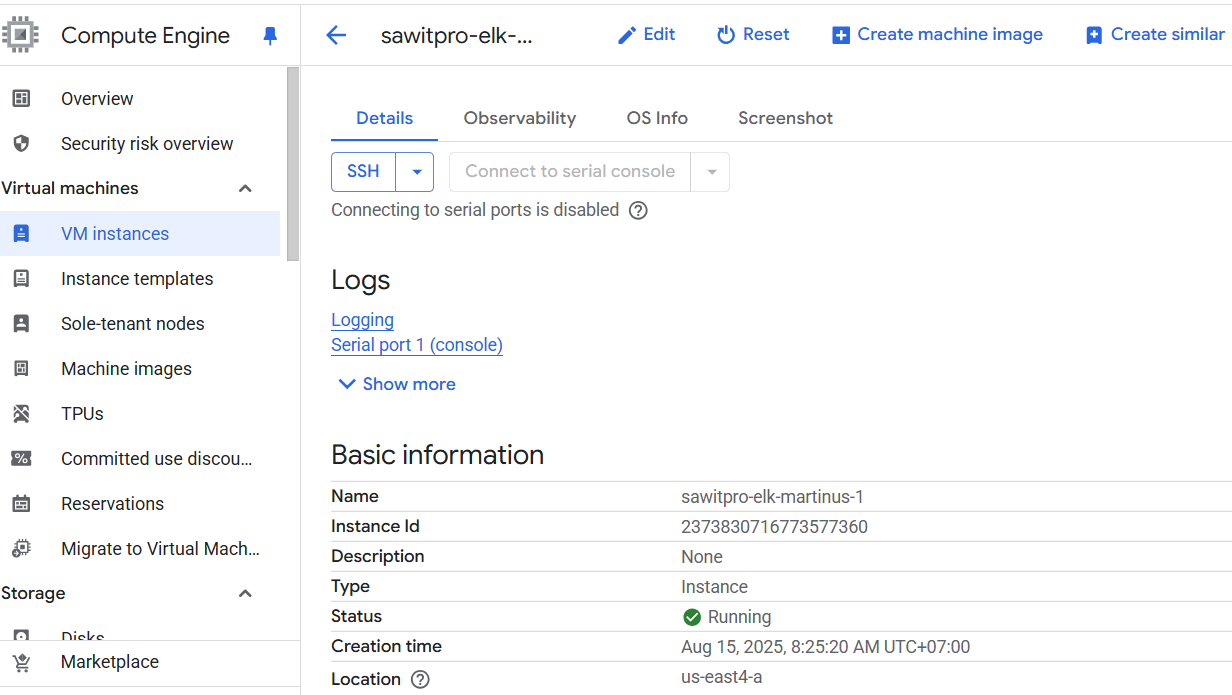 Compute Engine
sawitpro-elk-...
Edit
Reset
Create machine image
Create similar
Overview
Security risk overview
Virtual machines
VM instances
Instance templates
Sole-tenant nodes
Machine images
TPUs
Committed use discou...
Reservations
Migrate to Virtual Mach...
Storage
Disks
Marketplace
Details
Observability
OS Info
Screenshot
SSH
Connect to serial console
Connecting to serial ports is disabled
Logs
Logging
Serial port 1 (console)
Show more
Basic information
Name sawitpro-elk-martinus-1
Instance Id 2373830716773577360
Description None
Type Instance
Status Running
Creation time Aug 15, 2025, 8:25:20 AM UTC+07:00
Location us-east4-a